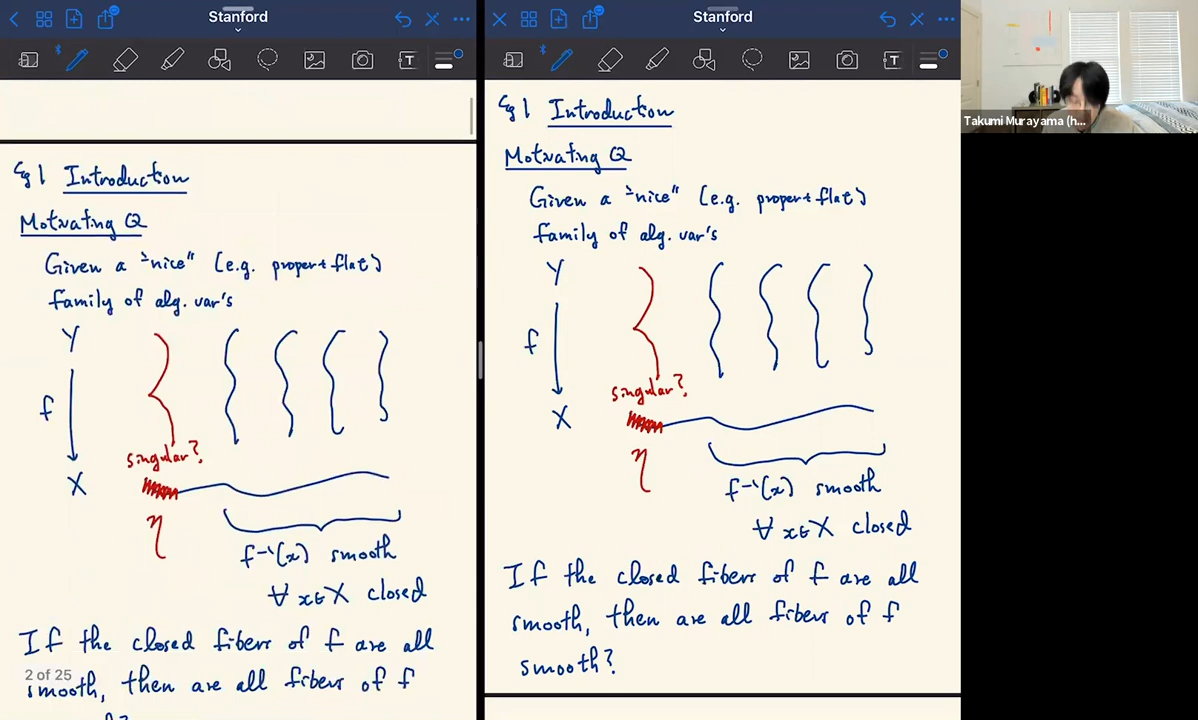 Stanford
§1 Introduction
Motivating Q
Given a "nice" (e.g. proper+flat)
family of alg. var's
Y
f
singular?
X
η
f⁻¹(x) smooth
∀ x∈X closed
If the closed fibers of f are all
smooth, then are all fibers of f
2 of 25
Stanford
§1 Introduction
Motivating Q
Given a "nice" (e.g. proper+flat)
family of alg. var's
Y
f
singular?
X
η
f⁻¹(x) smooth
∀ x∈X closed
If the closed fibers of f are all
smooth, then are all fibers of f
smooth?
Takumi Murayama (h...